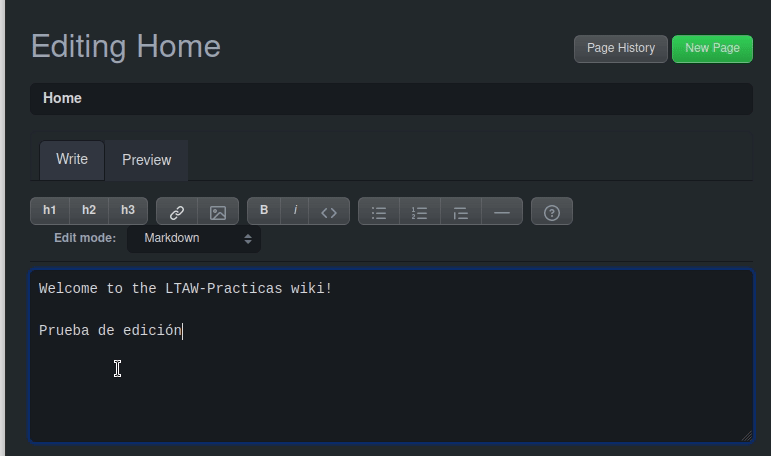 Editing Home
Page History
New Page
Home
Write
Preview
h1 h2 h3 B i <> ?
Edit mode: Markdown
Welcome to the LTAW-Practicas wiki!
Prueba de edición